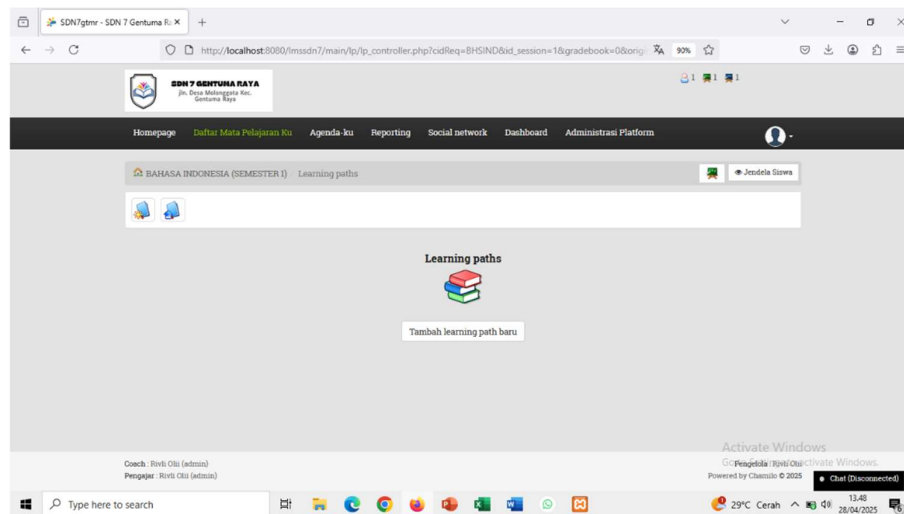 SDN7gtmr - SDN 7 Gentuma Ra
http://localhost:8080/lmssdn7/main/lp/lp_controller.php?cidReq=BHSIND&id_session=1&gradebook=0&origi
90%
SDN 7 GENTUMA RAYA
Jln. Desa Molonggota Kec.
Gentuma Raya
1 1 1
Homepage Daftar Mata Pelajaran Ku Agenda-ku Reporting Social network Dashboard Administrasi Platform
BAHASA INDONESIA (SEMESTER I) Learning paths
Jendela Siswa
Learning paths
Tambah learning path baru
Activate Windows
Coach : Rivli Olii (admin)
Pengelola : Rivli Olii
Pengajar : Rivli Olii (admin)
Powered by Chamilo © 2025
Chat (Disconnected)
Type here to search
29°C Cerah
13.48
28/04/2025
6